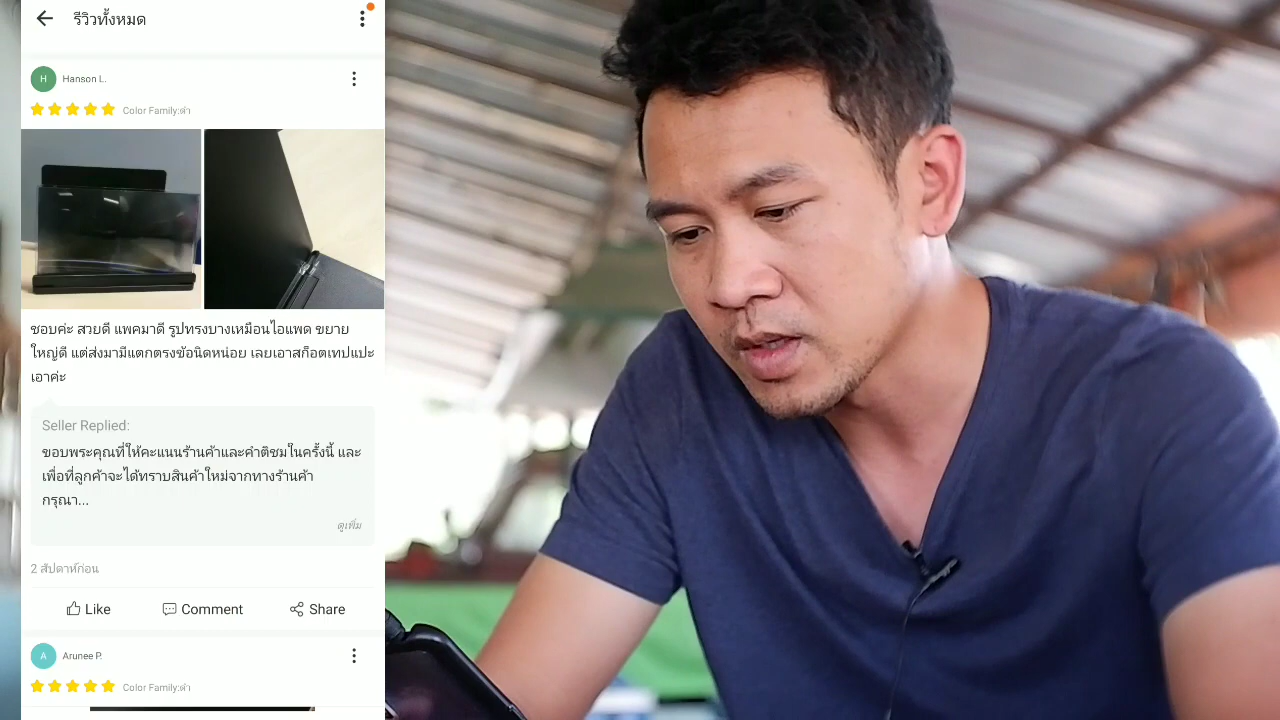 รีวิวทั้งหมด
H
Hanson L.
Color Family:ดำ
ชอบค่ะ สวยดี แพคมาดี รูปทรงบางเหมือนไอแพด ขยาย
ใหญ่ดี แต่ส่งมามีแตกตรงข้อนิดหน่อย เลยเอาสก็อตเทปแปะ
เอาค่ะ
Seller Replied:
ขอบพระคุณที่ให้คะแนนร้านค้าและคำติชมในครั้งนี้ และ
เพื่อที่ลูกค้าจะได้ทราบสินค้าใหม่จากทางร้านค้า
กรุณา...
ดูเพิ่ม
2 สัปดาห์ก่อน
Like Comment Share
A
Arunee P.
Color Family:ดำ